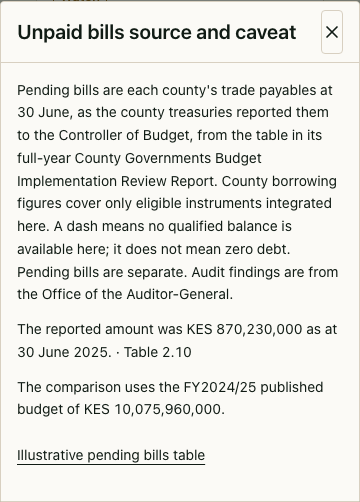 Unpaid bills source and caveat ×
Pending bills are each county's trade payables at
30 June, as the county treasuries reported them
to the Controller of Budget, from the table in its
full-year County Governments Budget
Implementation Review Report. County borrowing
figures cover only eligible instruments integrated
here. A dash means no qualified balance is
available here; it does not mean zero debt.
Pending bills are separate. Audit findings are from
the Office of the Auditor-General.
The reported amount was KES 870,230,000 as at
30 June 2025. · Table 2.10
The comparison uses the FY2024/25 published
budget of KES 10,075,960,000.
Illustrative pending bills table